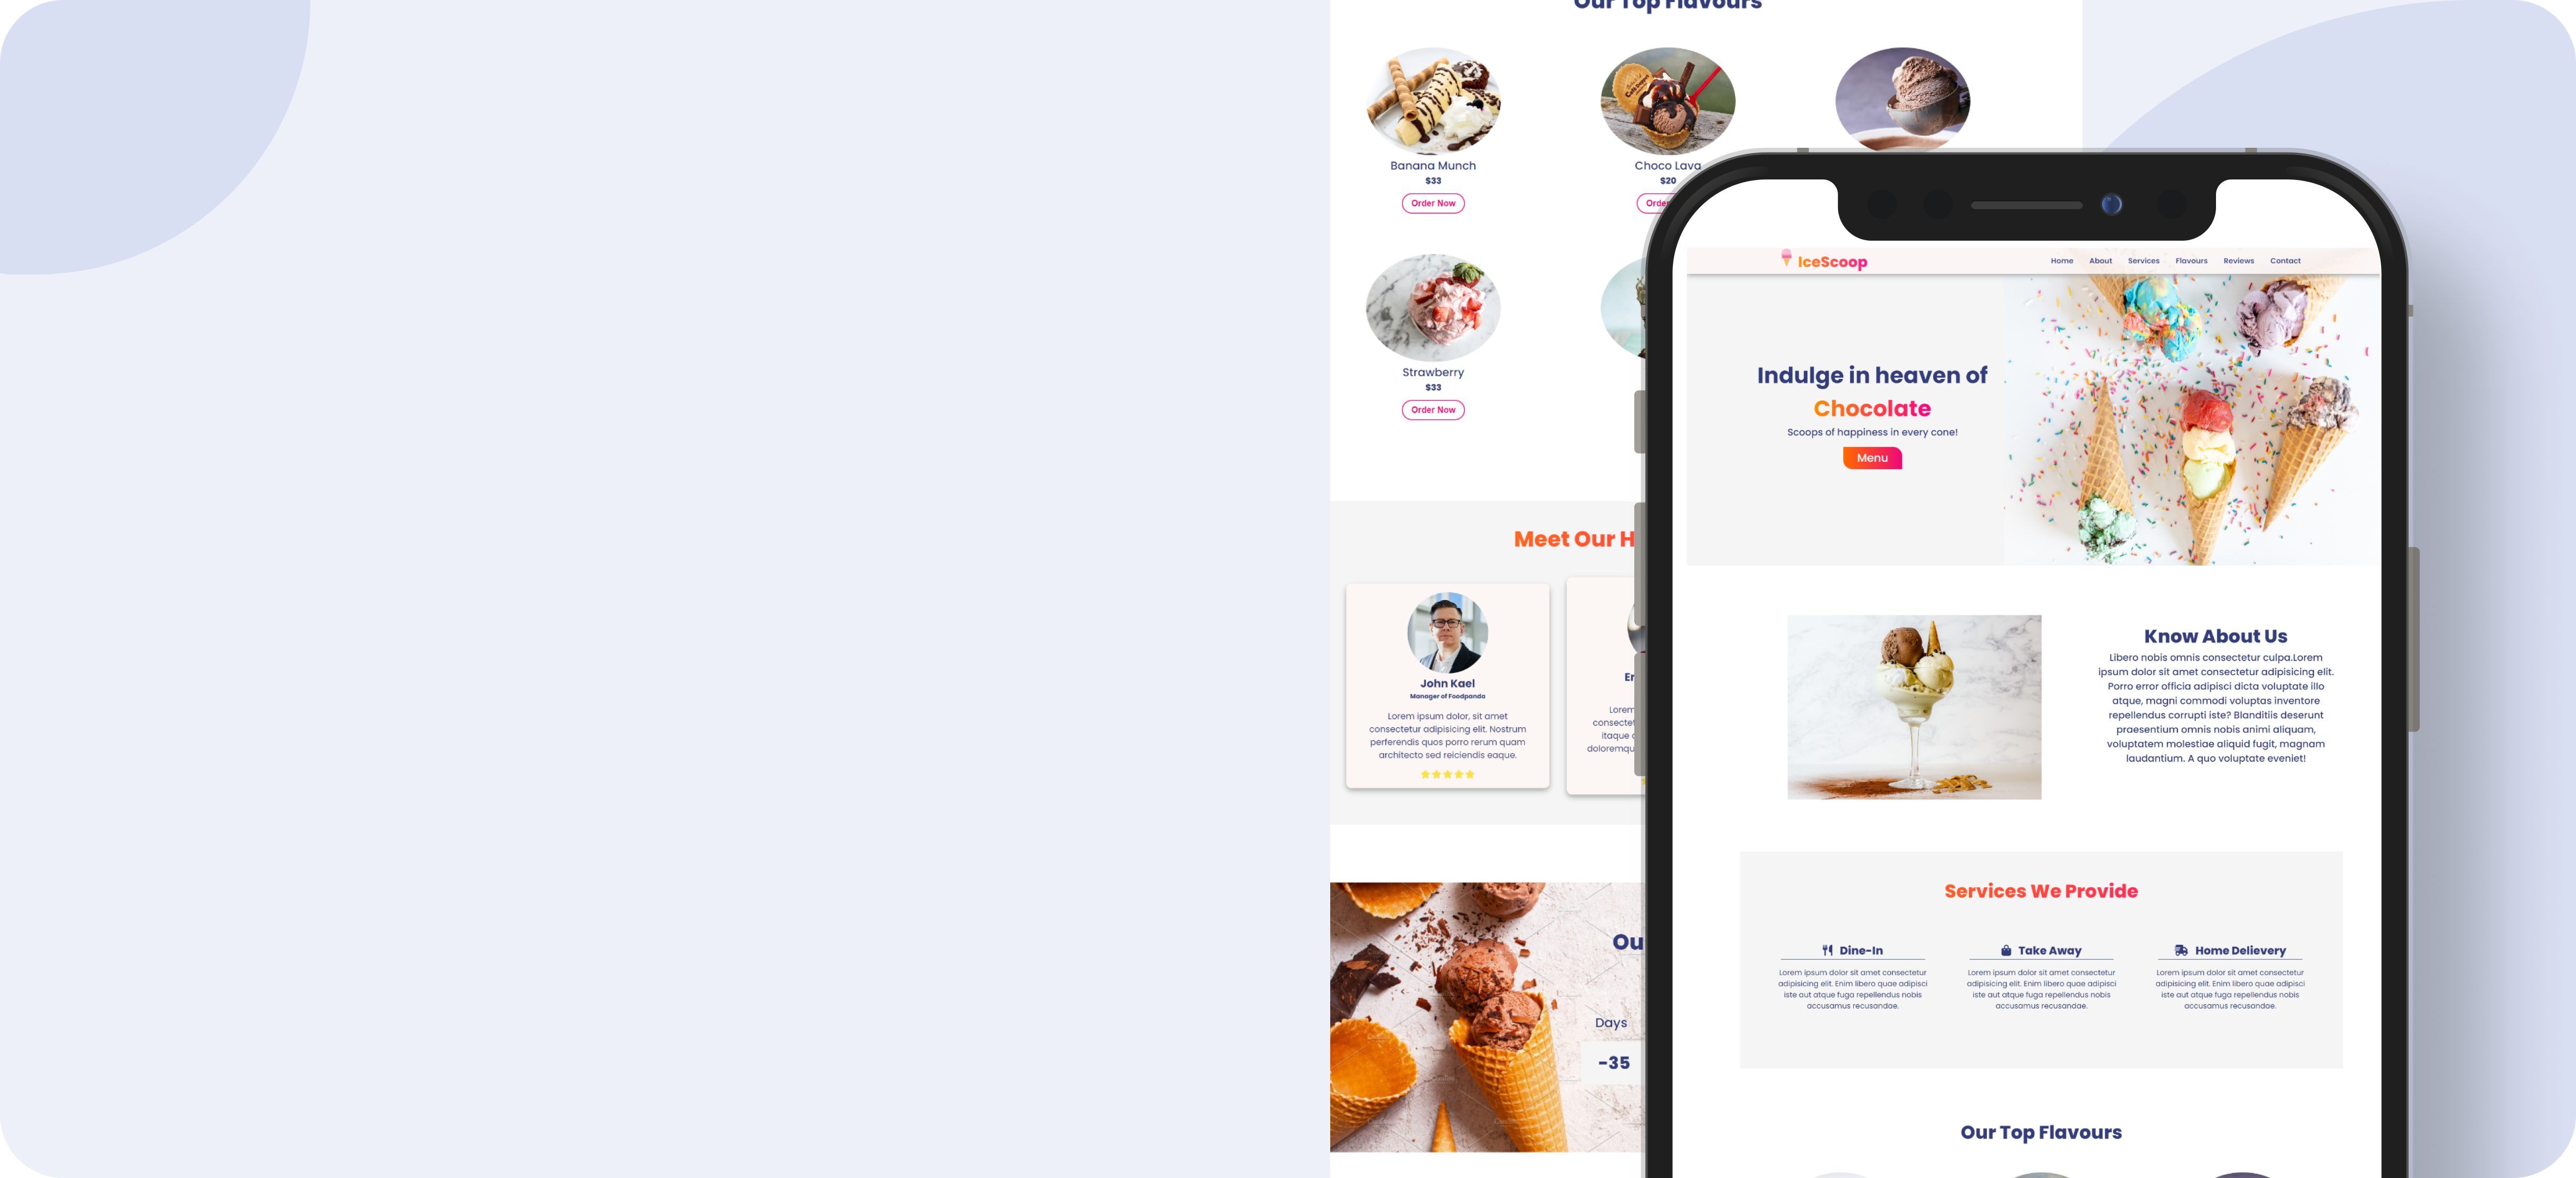 Our Top Flavours
Banana Munch
$33
Order Now
Choco Lava
$20
Strawberry
$33
Order Now
Meet Our H
John Kael
Manager of Foodpanda
Lorem ipsum dolor, sit amet
consectetur adipisicing elit. Nostrum
perferendis quos porro rerum quam
architecto sed reiciendis eaque.
Er
Lorem
consectet
itaque
doloremqu
Ou
Days
-35
IceScoop
Home About Services Flavours Reviews Contact
Indulge in heaven of
Chocolate
Scoops of happiness in every cone!
Menu
Know About Us
Libero nobis omnis consectetur culpa.Lorem
ipsum dolor sit amet consectetur adipisicing elit.
Porro error officia adipisci dicta voluptate illo
atque, magni commodi voluptas inventore
repellendus corrupti iste? Blanditiis deserunt
praesentium omnis nobis animi aliquam,
voluptatem molestiae aliquid fugit, magnam
laudantium. A quo voluptate eveniet!
Services We Provide
Dine-In
Lorem ipsum dolor sit amet consectetur
adipisicing elit. Enim libero quae adipisci
iste aut atque fuga repellendus nobis
accusamus recusandae.
Take Away
Lorem ipsum dolor sit amet consectetur
adipisicing elit. Enim libero quae adipisci
iste aut atque fuga repellendus nobis
accusamus recusandae.
Home Delievery
Lorem ipsum dolor sit amet consectetur
adipisicing elit. Enim libero quae adipisci
iste aut atque fuga repellendus nobis
accusamus recusandae.
Our Top Flavours